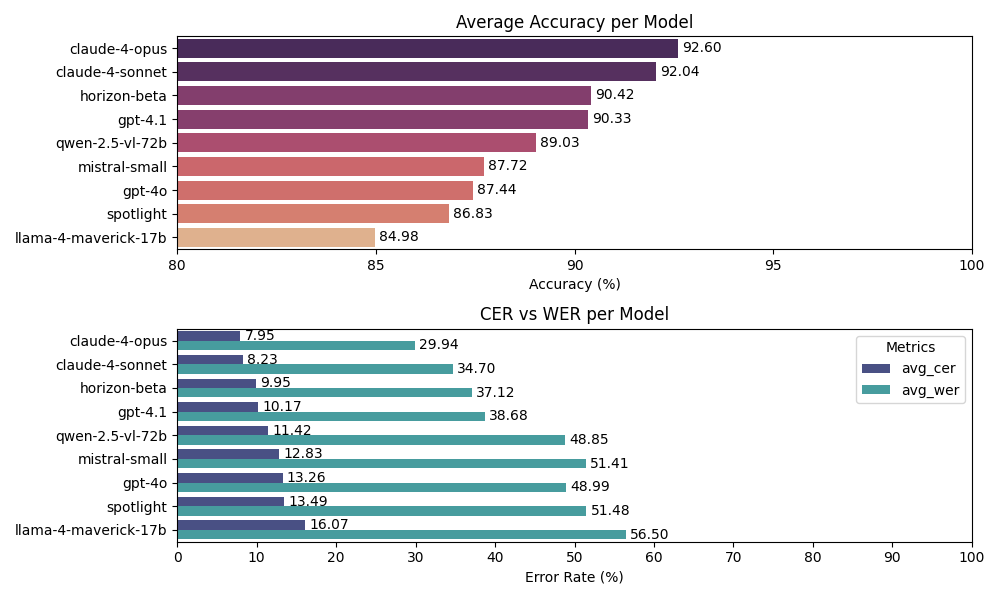 Average Accuracy per Model
claude-4-opus 92.60
claude-4-sonnet 92.04
horizon-beta 90.42
gpt-4.1 90.33
qwen-2.5-vl-72b 89.03
mistral-small 87.72
gpt-4o 87.44
spotlight 86.83
llama-4-maverick-17b 84.98
80 85 90 95 100
Accuracy (%)
CER vs WER per Model
Metrics
avg_cer
avg_wer
claude-4-opus 7.95 29.94
claude-4-sonnet 8.23 34.70
horizon-beta 9.95 37.12
gpt-4.1 10.17 38.68
qwen-2.5-vl-72b 11.42 48.85
mistral-small 12.83 51.41
gpt-4o 13.26 48.99
spotlight 13.49 51.48
llama-4-maverick-17b 16.07 56.50
0 10 20 30 40 50 60 70 80 90 100
Error Rate (%)